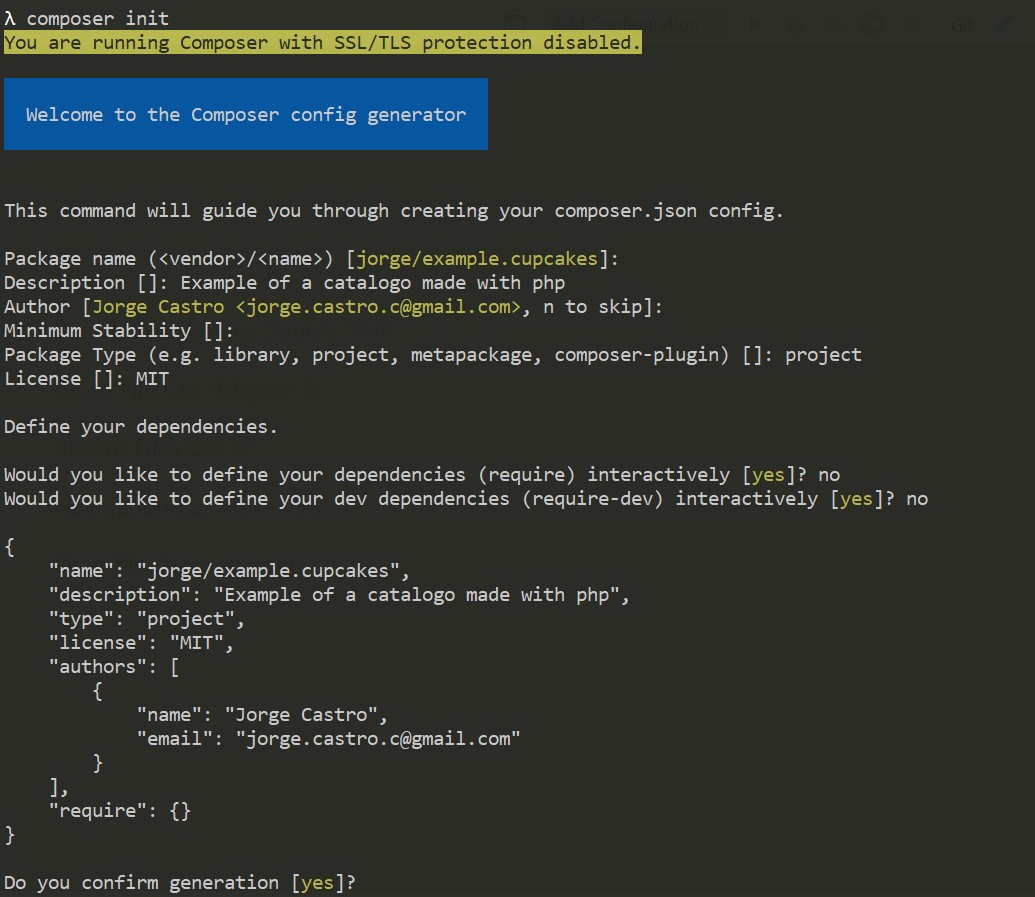 λ composer init
You are running Composer with SSL/TLS protection disabled.
Welcome to the Composer config generator
This command will guide you through creating your composer.json config.
Package name (<vendor>/<name>) [jorge/example.cupcakes]:
Description []: Example of a catalogo made with php
Author [Jorge Castro <jorge.castro.c@gmail.com>, n to skip]:
Minimum Stability []:
Package Type (e.g. library, project, metapackage, composer-plugin) []: project
License []: MIT
Define your dependencies.
Would you like to define your dependencies (require) interactively [yes]? no
Would you like to define your dev dependencies (require-dev) interactively [yes]? no
{
    "name": "jorge/example.cupcakes",
    "description": "Example of a catalogo made with php",
    "type": "project",
    "license": "MIT",
    "authors": [
        {
            "name": "Jorge Castro",
            "email": "jorge.castro.c@gmail.com"
        }
    ],
    "require": {}
}
Do you confirm generation [yes]?